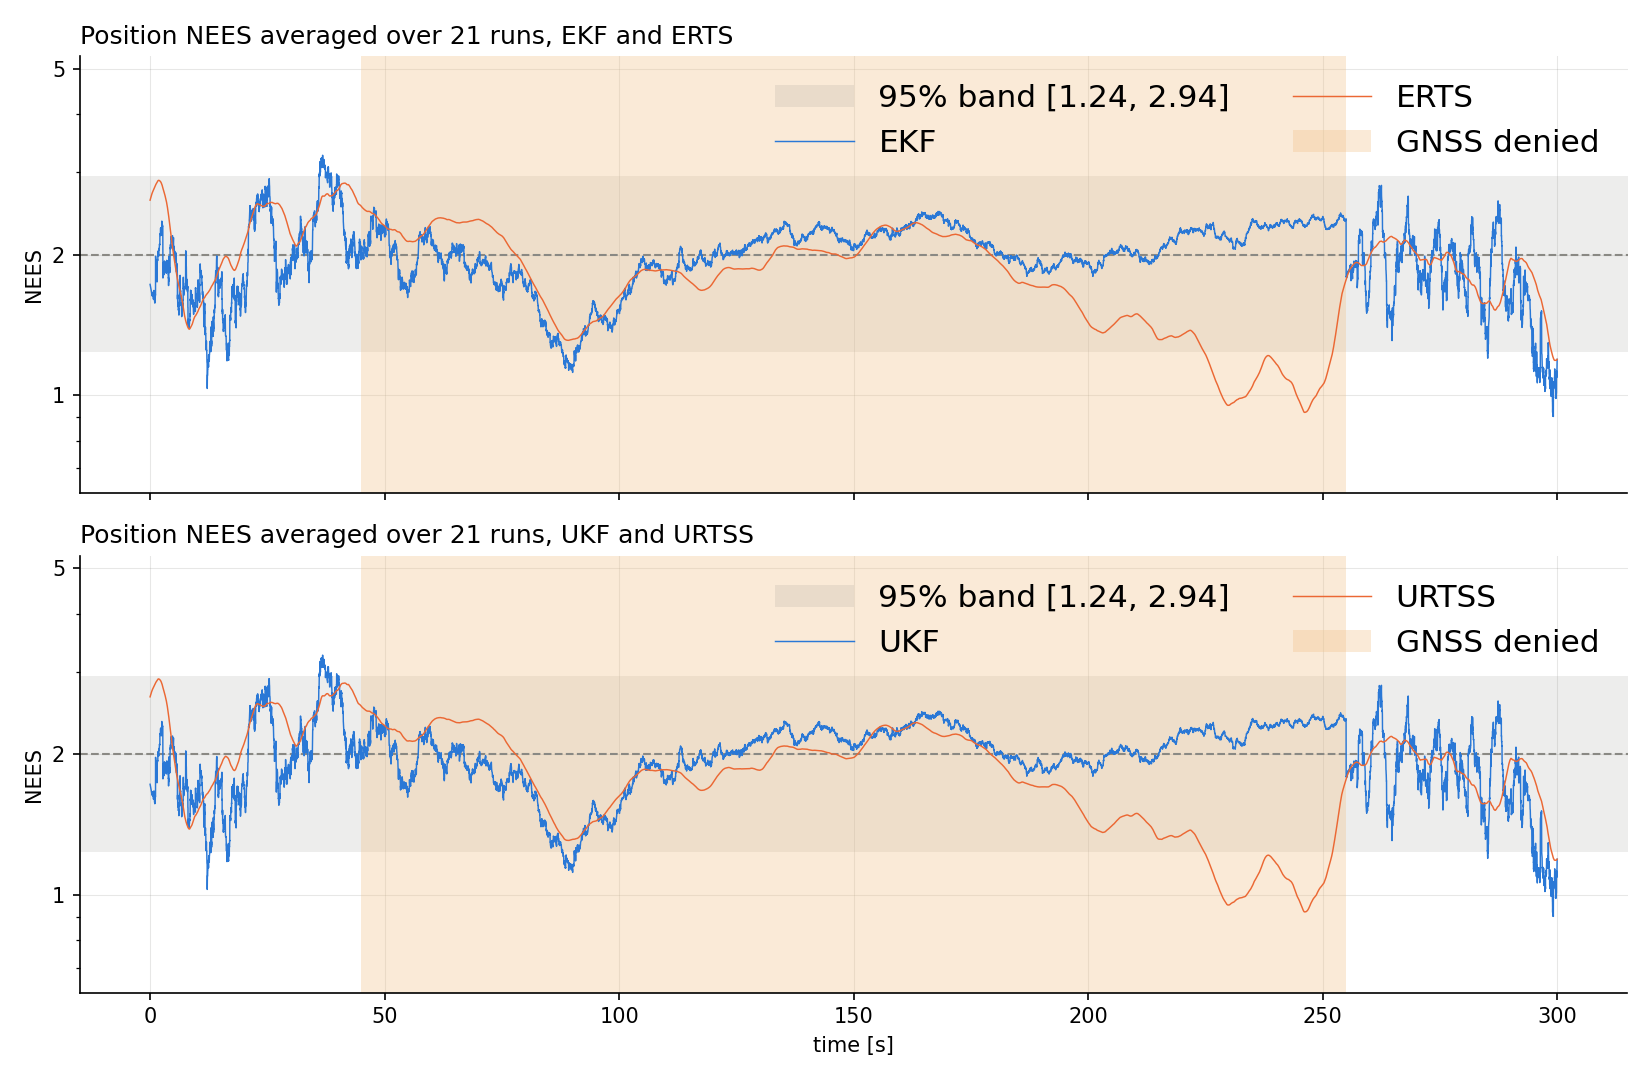 Position NEES averaged over 21 runs, EKF and ERTS
95% band [1.24, 2.94]
EKF
ERTS
GNSS denied
NEES
5
2
1
Position NEES averaged over 21 runs, UKF and URTSS
95% band [1.24, 2.94]
UKF
URTSS
GNSS denied
NEES
5
2
1
0 50 100 150 200 250 300
time [s]